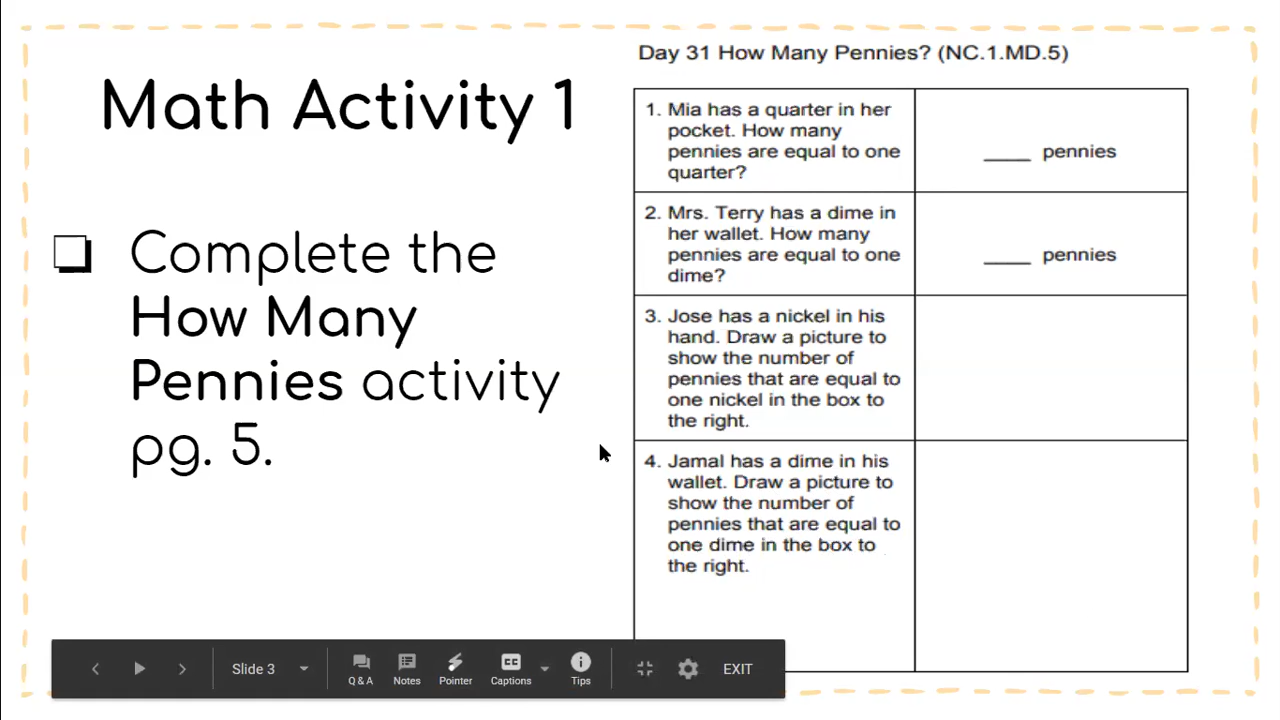 Math Activity 1
❏ Complete the
How Many
Pennies activity
pg. 5.
Day 31 How Many Pennies? (NC.1.MD.5)
1. Mia has a quarter in her
pocket. How many
pennies are equal to one
quarter?
____ pennies
2. Mrs. Terry has a dime in
her wallet. How many
pennies are equal to one
dime?
____ pennies
3. Jose has a nickel in his
hand. Draw a picture to
show the number of
pennies that are equal to
one nickel in the box to
the right.
4. Jamal has a dime in his
wallet. Draw a picture to
show the number of
pennies that are equal to
one dime in the box to
the right.
Slide 3
Q & A
Notes
Pointer
CC
Captions
Tips
EXIT